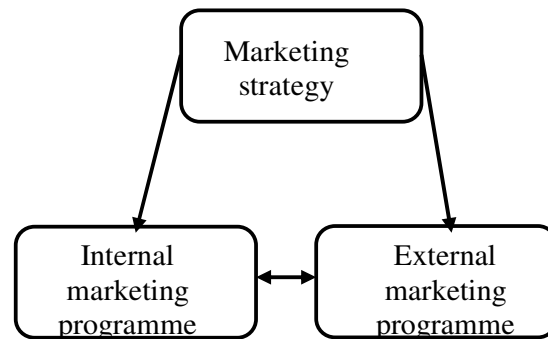 Marketing
strategy
Internal
marketing
programme
External
marketing
programme